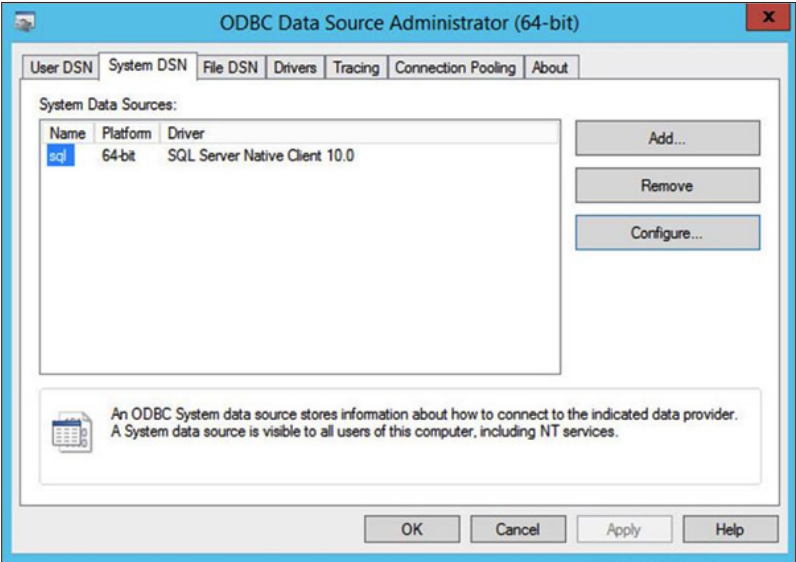 ODBC Data Source Administrator (64-bit)
x
User DSN System DSN File DSN Drivers Tracing Connection Pooling About
System Data Sources:
Name Platform Driver
sql 64-bit SQL Server Native Client 10.0
Add...
Remove
Configure...
An ODBC System data source stores information about how to connect to the indicated data provider.
A System data source is visible to all users of this computer, including NT services.
OK Cancel Apply Help